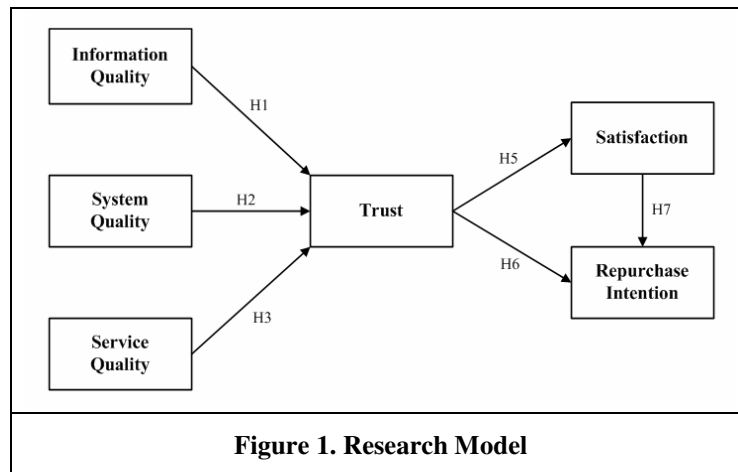 Information
Quality
H1
System
Quality
H2
Service
Quality
H3
Trust
H5
H6
Satisfaction
H7
Repurchase
Intention
Figure 1. Research Model